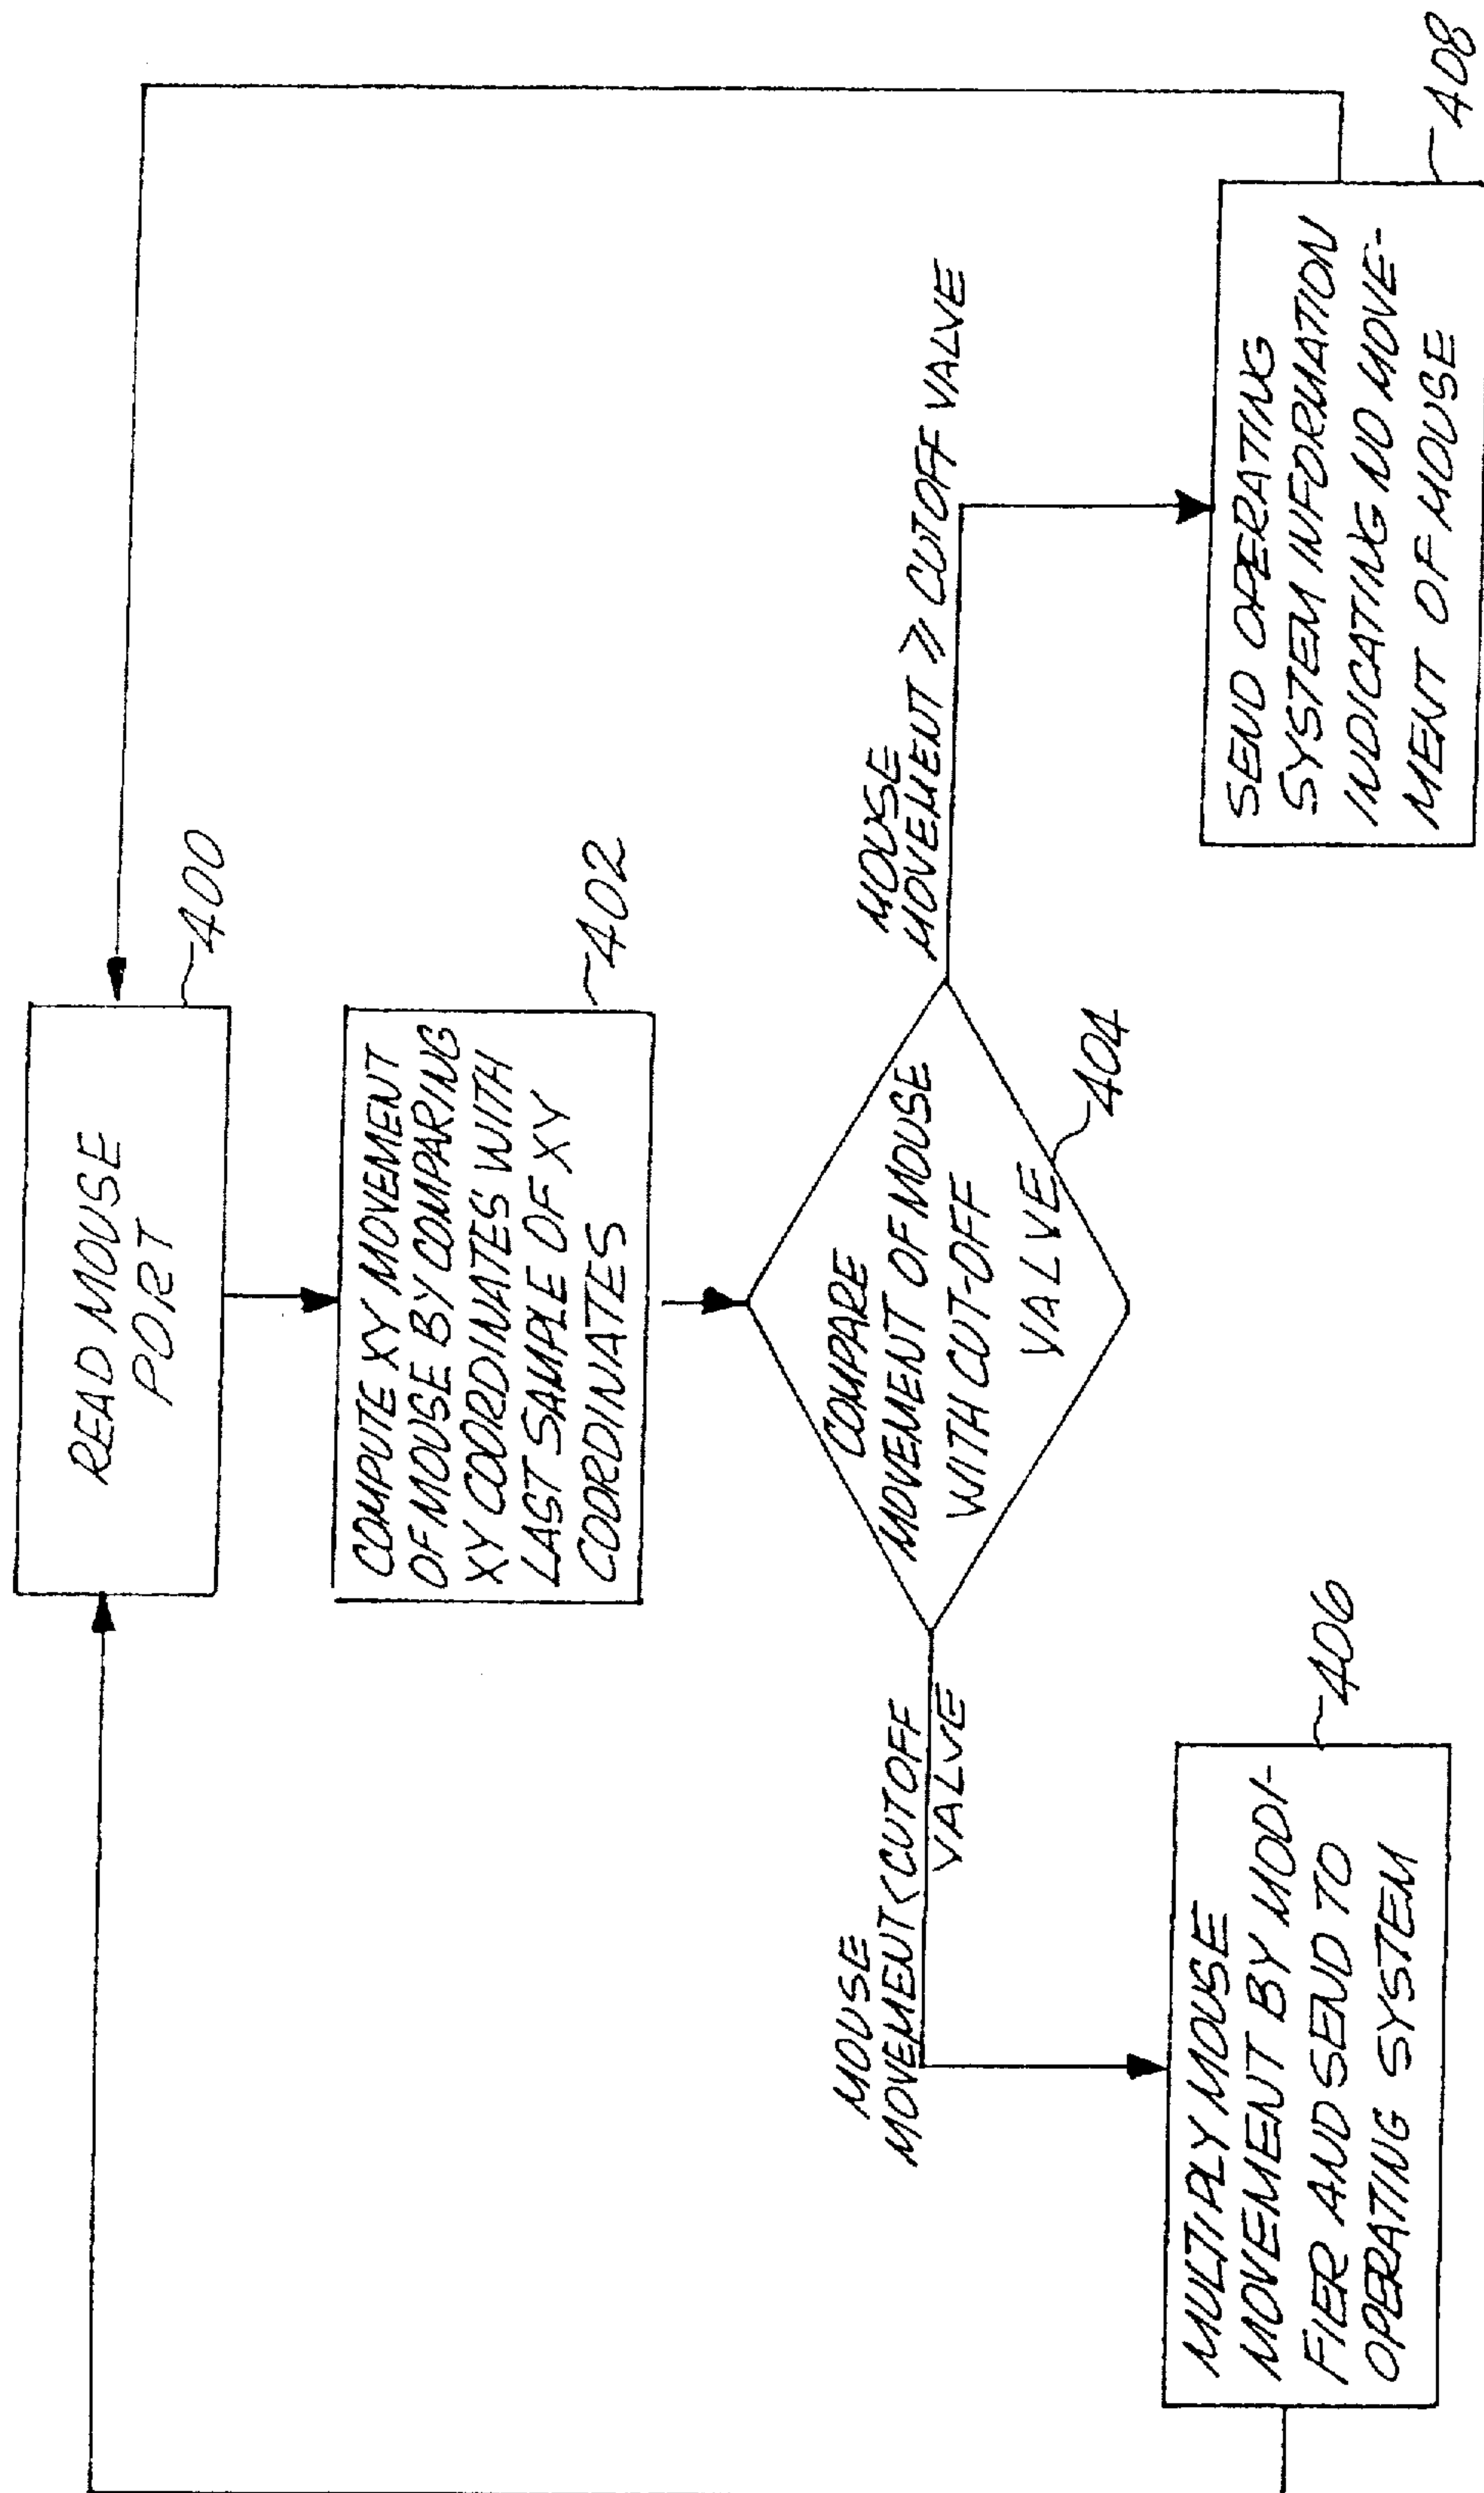 READ MOUSE
PORT
400
COMPUTE XY MOVEMENT
OF MOUSE BY COMPARING
XY COORDINATES WITH
LAST SAMPLE OF XY
COORDINATES
402
COMPARE
MOVEMENT OF MOUSE
WITH CUT-OFF
VALVE
404
MOUSE
MOVEMENT < CUTOFF
VALVE
MOUSE
MOVEMENT ≥ CUTOFF VALVE
MULTIPLY MOUSE
MOVEMENT BY MODI-
FIER AND SEND TO
OPERATING SYSTEM
406
SEND OPERATING
SYSTEM INFORMATION
INDICATING NO MOVE-
MENT OF MOUSE
408